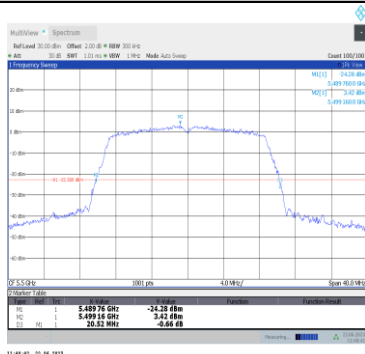 MultiView Spectrum
Ref Level 20.00 dBm Offset 2.00 dB RBW 300 kHz
Att 30 dB SWT 1.01 ms VBW 1 MHz Mode Auto Sweep Count 100/100
1 Frequency Sweep
M1[1] -24.28 dBm
5.489 7600 GHz
M2[1] 3.42 dBm
5.499 1600 GHz
20 dBm
10 dBm
0 dBm
M2
-10 dBm
-20 dBm
-30 dBm
-40 dBm
-50 dBm
-60 dBm
CF 5.5 GHz 1001 pts 4.0 MHz/ Span 40.0 MHz
2 Marker Table
Type Ref Trc X-Value Y-Value Function Function Result
M1 1 5.489 76 GHz -24.28 dBm
M2 1 5.499 16 GHz 3.42 dBm
D3 M1 1 20.52 MHz -0.66 dB
Measuring...